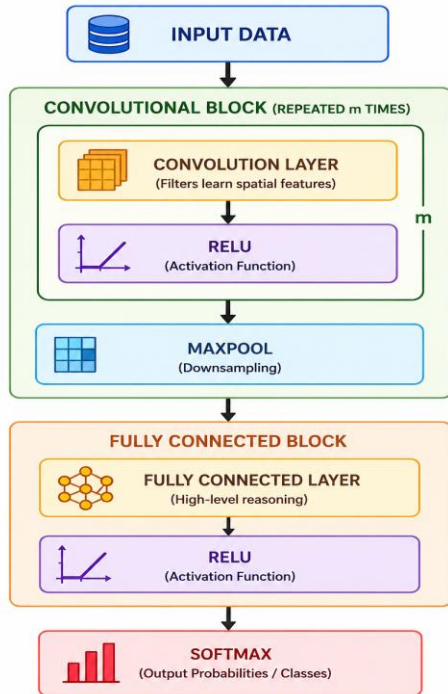 INPUT DATA
CONVOLUTIONAL BLOCK (REPEATED m TIMES)
CONVOLUTION LAYER
(Filters learn spatial features)
m
RELU
(Activation Function)
MAXPOOL
(Downsampling)
FULLY CONNECTED BLOCK
FULLY CONNECTED LAYER
(High-level reasoning)
RELU
(Activation Function)
SOFTMAX
(Output Probabilities / Classes)